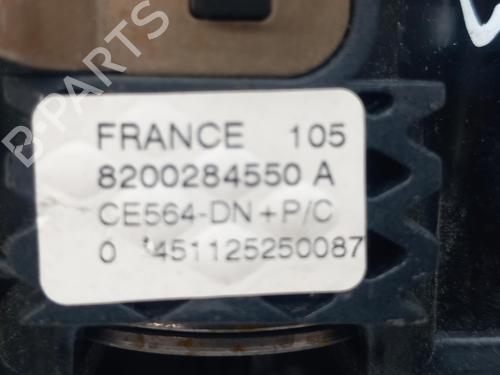 FRANCE 105
8200284550 A
CE564-DN+P/C
0 *451125250087
B-PARTS